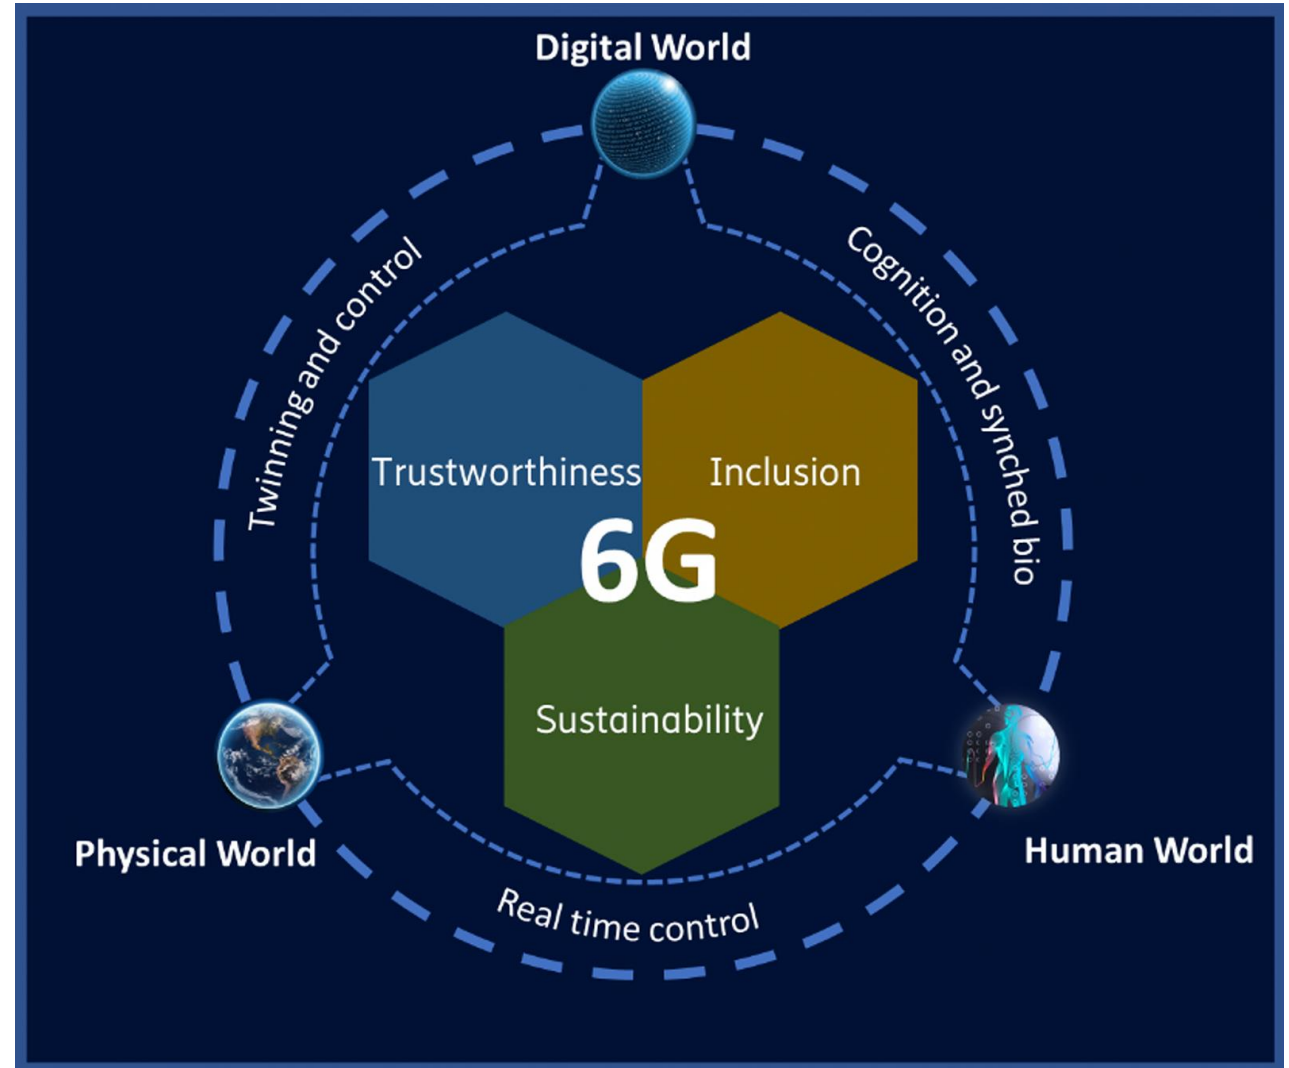 Digital World
Twinning and control
Cognition and synched bio
Trustworthiness
Inclusion
6G
Sustainability
Physical World
Human World
Real time control